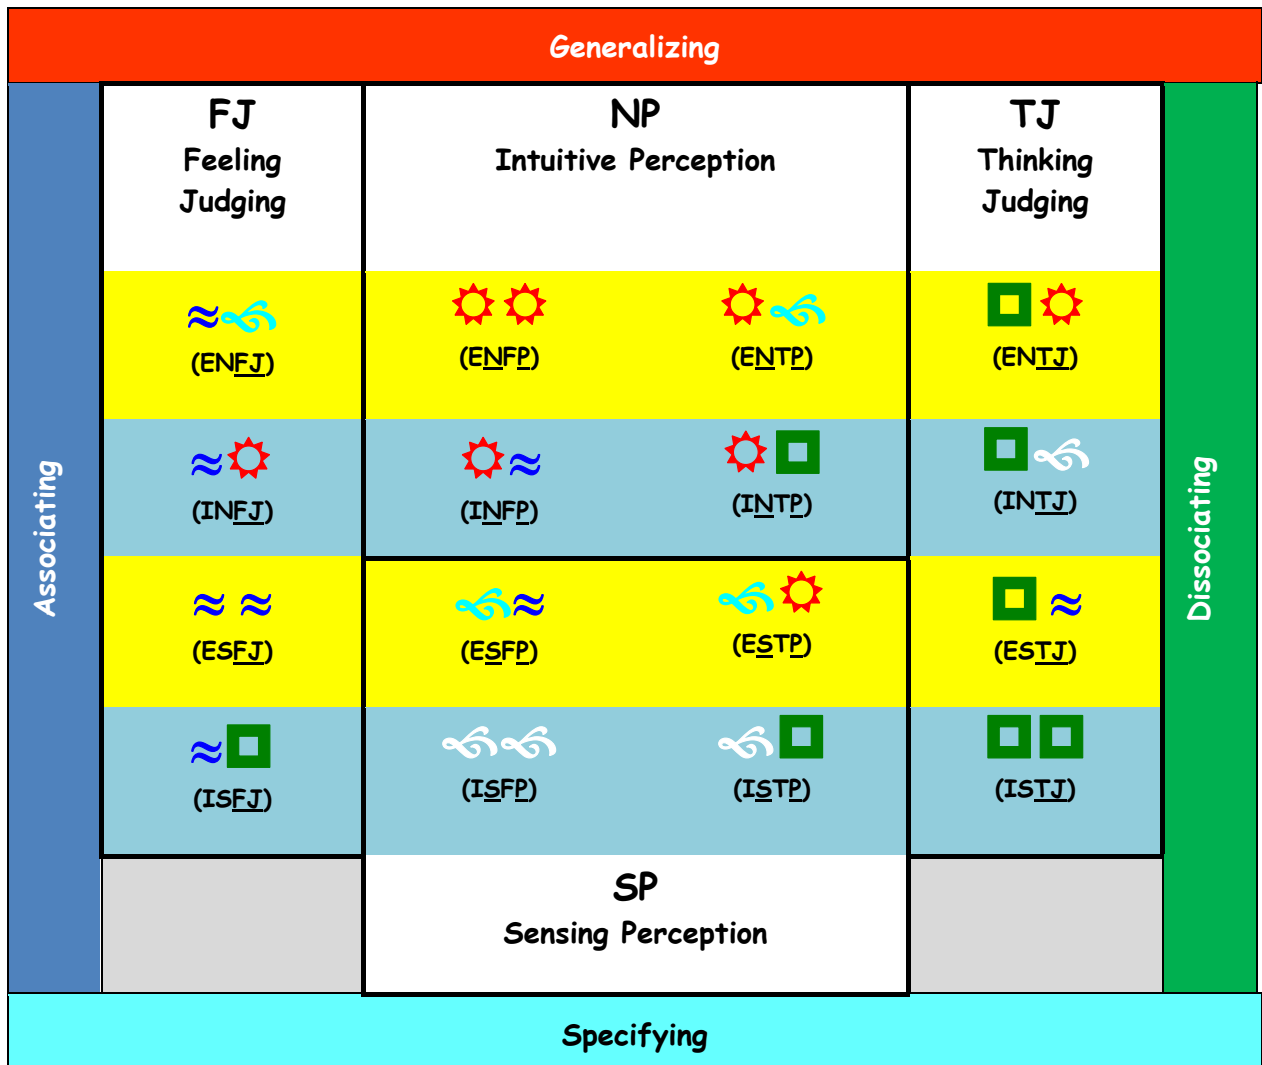 Generalizing
FJ
Feeling
Judging
NP
Intuitive Perception
TJ
Thinking
Judging
Associating
Dissociating
≈
(ENFJ)
(ENFP)
(ENTP)
(ENTJ)
≈
(INFJ)
≈
(INFP)
(INTP)
(INTJ)
≈ ≈
(ESFJ)
≈
(ESFP)
(ESTP)
≈
(ESTJ)
≈
(ISFJ)
(ISFP)
(ISTP)
(ISTJ)
SP
Sensing Perception
Specifying